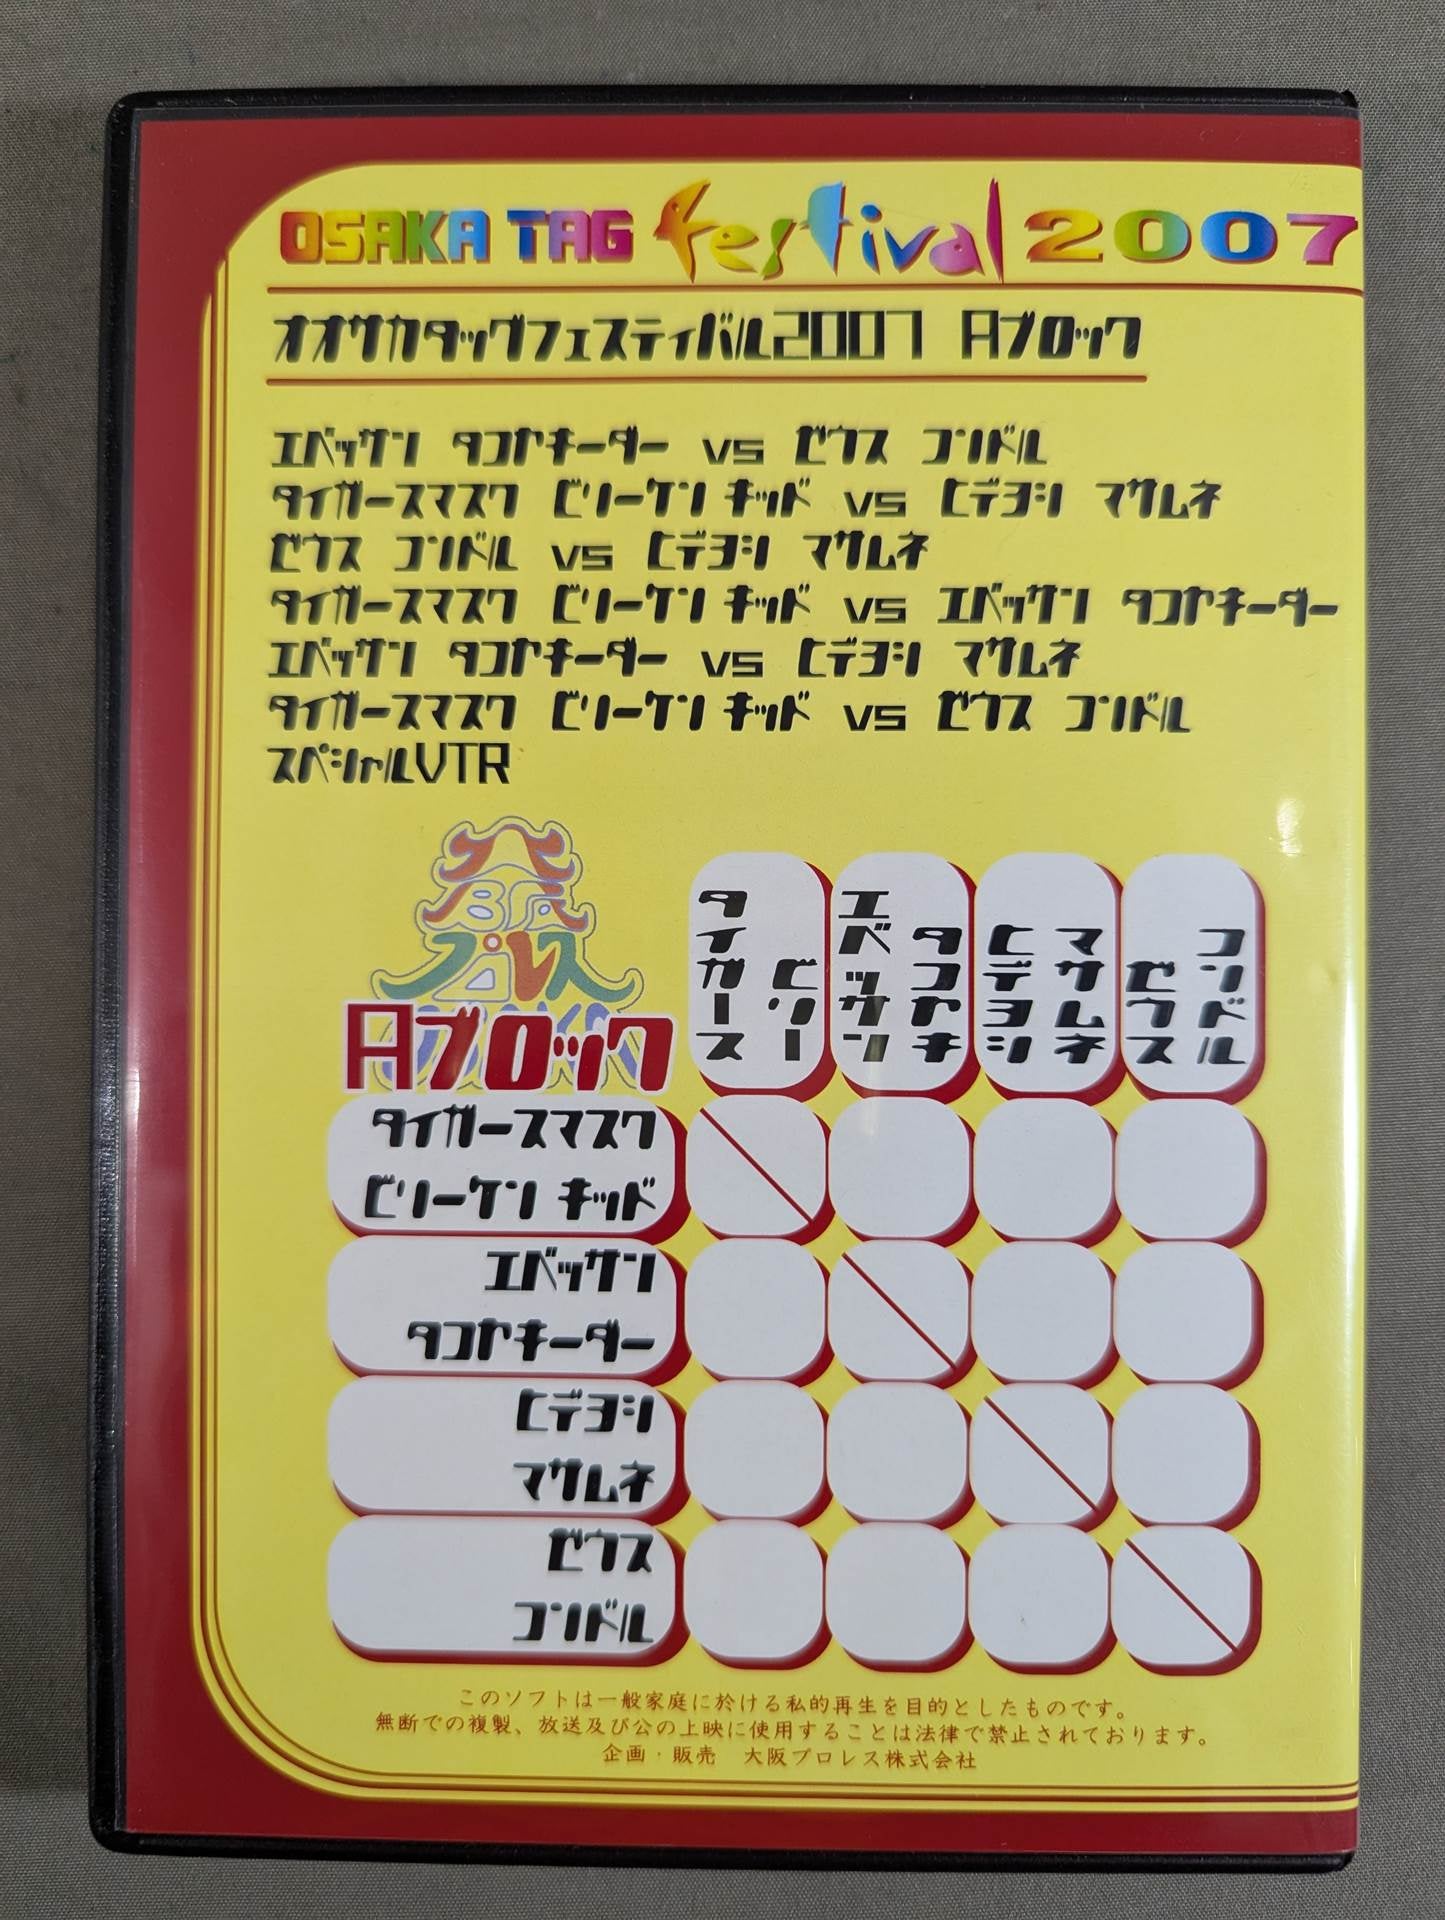 OSAKA TAG festival 2007
オオサカタッグフェスティバル2007 Aブロック
エベッサン タコヤキーダー vs ゼウス コンドル
タイガースマスク ビリーケン キッド vs ヒデヨシ マサムネ
ゼウス コンドル vs ヒデヨシ マサムネ
タイガースマスク ビリーケン キッド vs エベッサン タコヤキーダー
エベッサン タコヤキーダー vs ヒデヨシ マサムネ
タイガースマスク ビリーケン キッド vs ゼウス コンドル
スペシャルVTR
大阪
プロレス
Aブロック
タイガース
ビリー
エベッサン
タコヤキ
ヒデヨシ
マサムネ
ゼウス
コンドル
タイガースマスク
ビリーケン キッド
エベッサン
タコヤキーダー
ヒデヨシ
マサムネ
ゼウス
コンドル
このソフトは一般家庭に於ける私的再生を目的としたものです。
無断での複製、放送及び公の上映に使用することは法律で禁止されております。
企画・販売 大阪プロレス株式会社